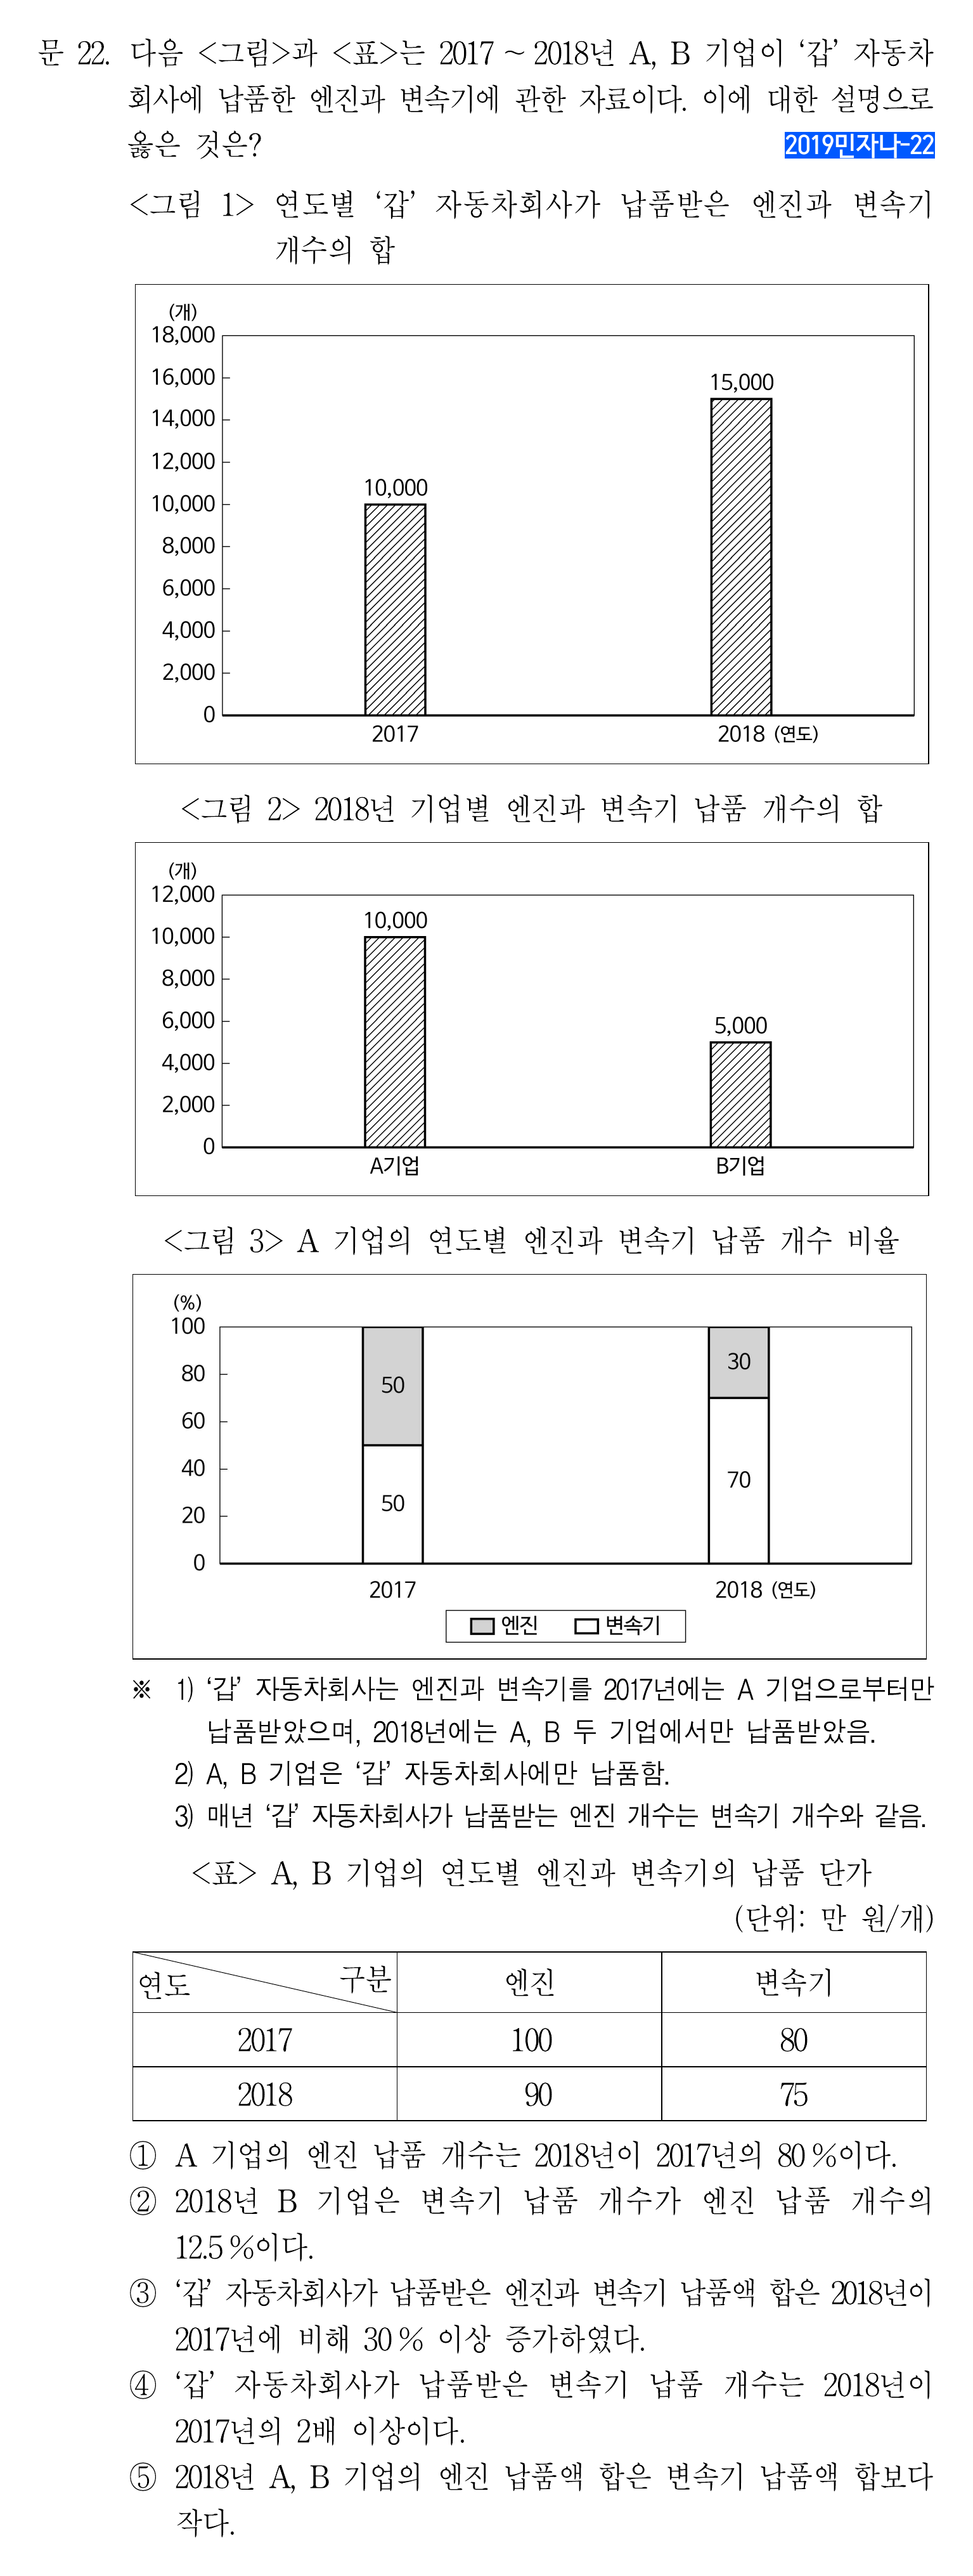 문 22. 다음 <그림>과 <표>는 2017 ~ 2018년 A, B 기업이 ‘갑’ 자동차
회사에 납품한 엔진과 변속기에 관한 자료이다. 이에 대한 설명으로
옳은 것은?
2019민자나-22
<그림 1> 연도별 ‘갑’ 자동차회사가 납품받은 엔진과 변속기
개수의 합
(개)
18,000
16,000
15,000
14,000
12,000
10,000
10,000
8,000
6,000
4,000
2,000
0
2017
2018 (연도)
<그림 2> 2018년 기업별 엔진과 변속기 납품 개수의 합
(개)
12,000
10,000
10,000
8,000
6,000
5,000
4,000
2,000
0
A기업
B기업
<그림 3> A 기업의 연도별 엔진과 변속기 납품 개수 비율
(%)
100
80
60
40
20
0
50
50
30
70
2017
2018 (연도)
엔진 변속기
※ 1) ‘갑’ 자동차회사는 엔진과 변속기를 2017년에는 A 기업으로부터만
납품받았으며, 2018년에는 A, B 두 기업에서만 납품받았음.
2) A, B 기업은 ‘갑’ 자동차회사에만 납품함.
3) 매년 ‘갑’ 자동차회사가 납품받는 엔진 개수는 변속기 개수와 같음.
<표> A, B 기업의 연도별 엔진과 변속기의 납품 단가
(단위: 만 원/개)
연도 구분 엔진 변속기
2017 100 80
2018 90 75
① A 기업의 엔진 납품 개수는 2018년이 2017년의 80 %이다.
② 2018년 B 기업은 변속기 납품 개수가 엔진 납품 개수의
12.5 %이다.
③ ‘갑’ 자동차회사가 납품받은 엔진과 변속기 납품액 합은 2018년이
2017년에 비해 30 % 이상 증가하였다.
④ ‘갑’ 자동차회사가 납품받은 변속기 납품 개수는 2018년이
2017년의 2배 이상이다.
⑤ 2018년 A, B 기업의 엔진 납품액 합은 변속기 납품액 합보다
작다.